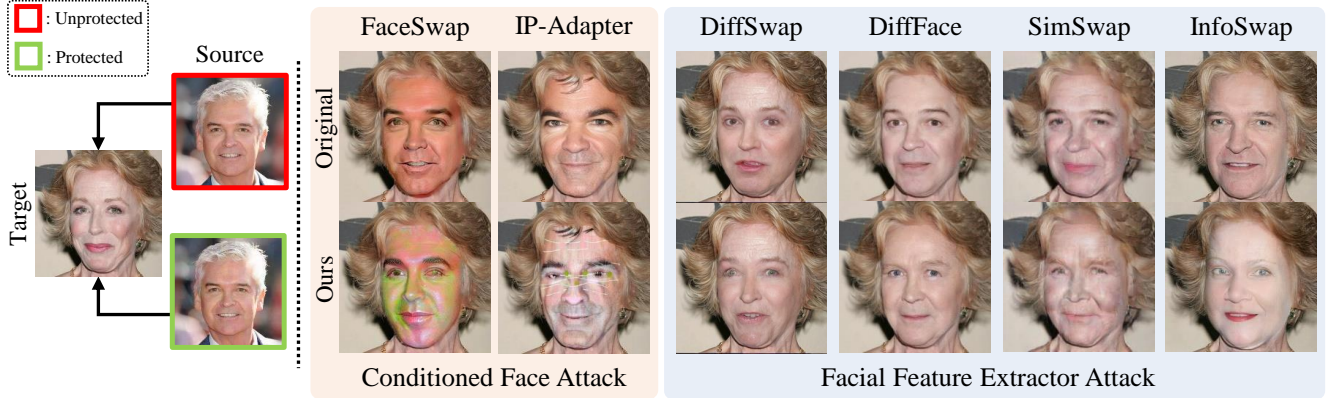 : Unprotected
: Protected
Source
Target
FaceSwap IP-Adapter DiffSwap DiffFace SimSwap InfoSwap
Original
Ours
Conditioned Face Attack
Facial Feature Extractor Attack